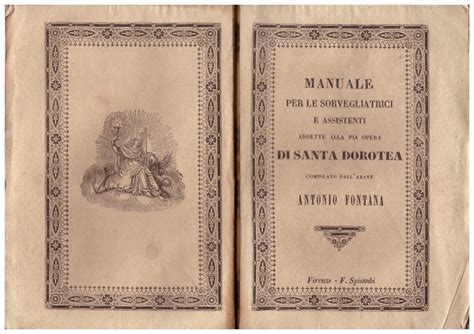 MANUALE
PER LE SORVEGLIATRICI
E ASSISTENTI
ADDETTE ALLA PIA OPERA
DI SANTA DOROTEA
COMPILATO DALL'ABATE
ANTONIO FONTANA
Firenze - F. Spiombi